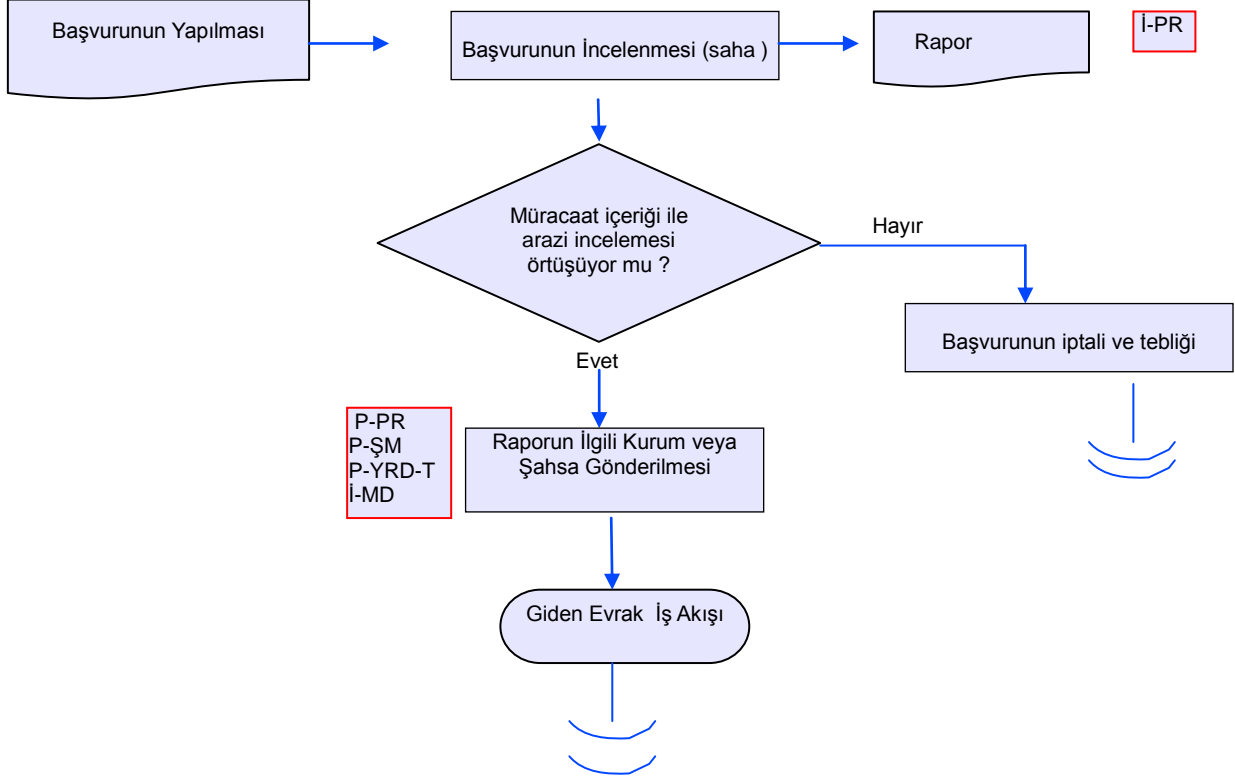 Başvurunun Yapılması
Başvurunun İncelenmesi (saha )
Rapor
İ-PR
Müracaat içeriği ile
arazi incelemesi
örtüşüyor mu ?
Hayır
Başvurunun iptali ve tebliği
Evet
P-PR
P-ŞM
P-YRD-T
İ-MD
Raporun İlgili Kurum veya
Şahsa Gönderilmesi
Giden Evrak İş Akışı